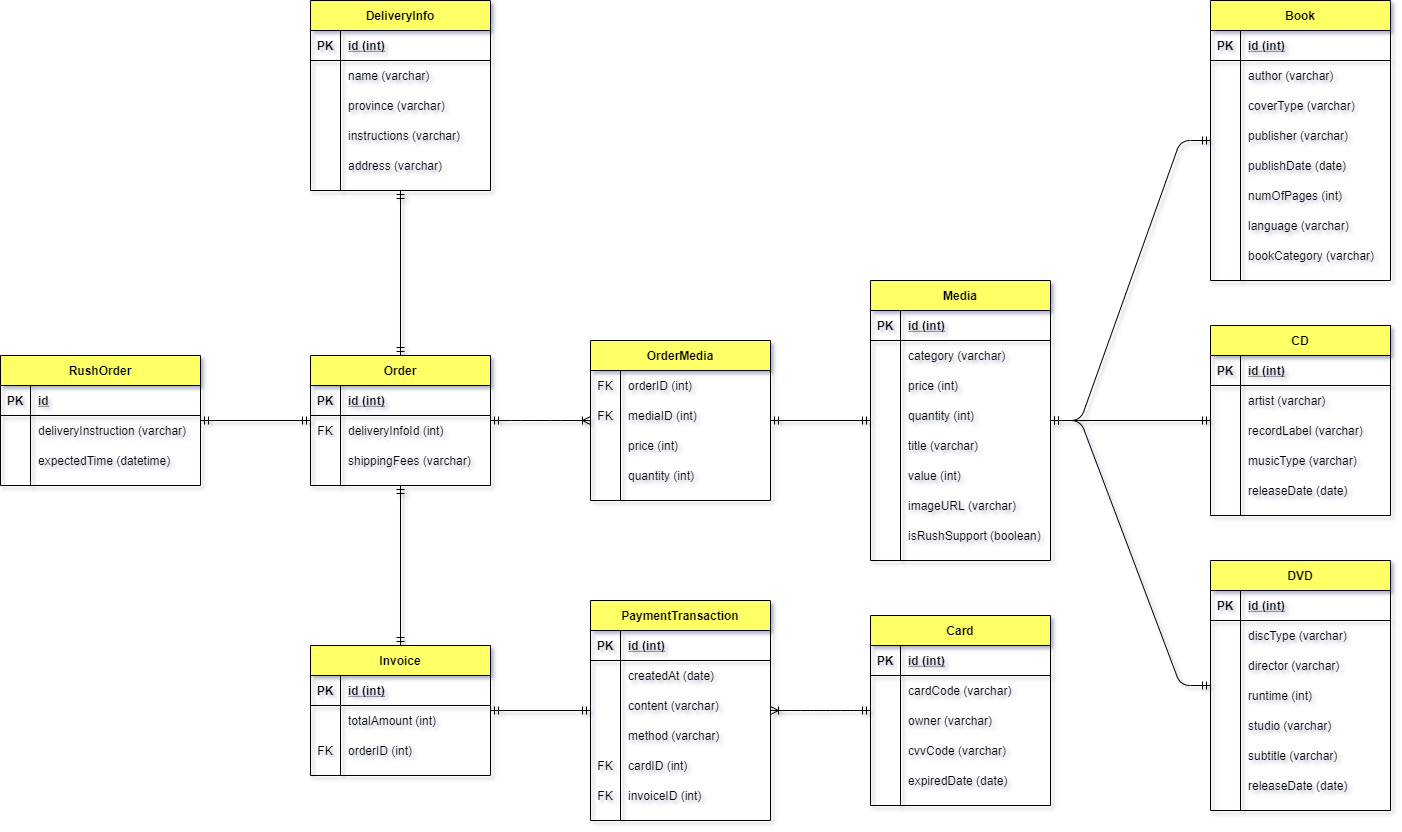 DeliveryInfo
PK id (int)
name (varchar)
province (varchar)
instructions (varchar)
address (varchar)
RushOrder
PK id
deliveryInstruction (varchar)
expectedTime (datetime)
Order
PK id (int)
FK deliveryInfoId (int)
shippingFees (varchar)
Invoice
PK id (int)
totalAmount (int)
FK orderID (int)
OrderMedia
FK orderID (int)
FK mediaID (int)
price (int)
quantity (int)
PaymentTransaction
PK id (int)
createdAt (date)
content (varchar)
method (varchar)
FK cardID (int)
FK invoiceID (int)
Media
PK id (int)
category (varchar)
price (int)
quantity (int)
title (varchar)
value (int)
imageURL (varchar)
isRushSupport (boolean)
Card
PK id (int)
cardCode (varchar)
owner (varchar)
cvvCode (varchar)
expiredDate (date)
Book
PK id (int)
author (varchar)
coverType (varchar)
publisher (varchar)
publishDate (date)
numOfPages (int)
language (varchar)
bookCategory (varchar)
CD
PK id (int)
artist (varchar)
recordLabel (varchar)
musicType (varchar)
releaseDate (date)
DVD
PK id (int)
discType (varchar)
director (varchar)
runtime (int)
studio (varchar)
subtitle (varchar)
releaseDate (date)